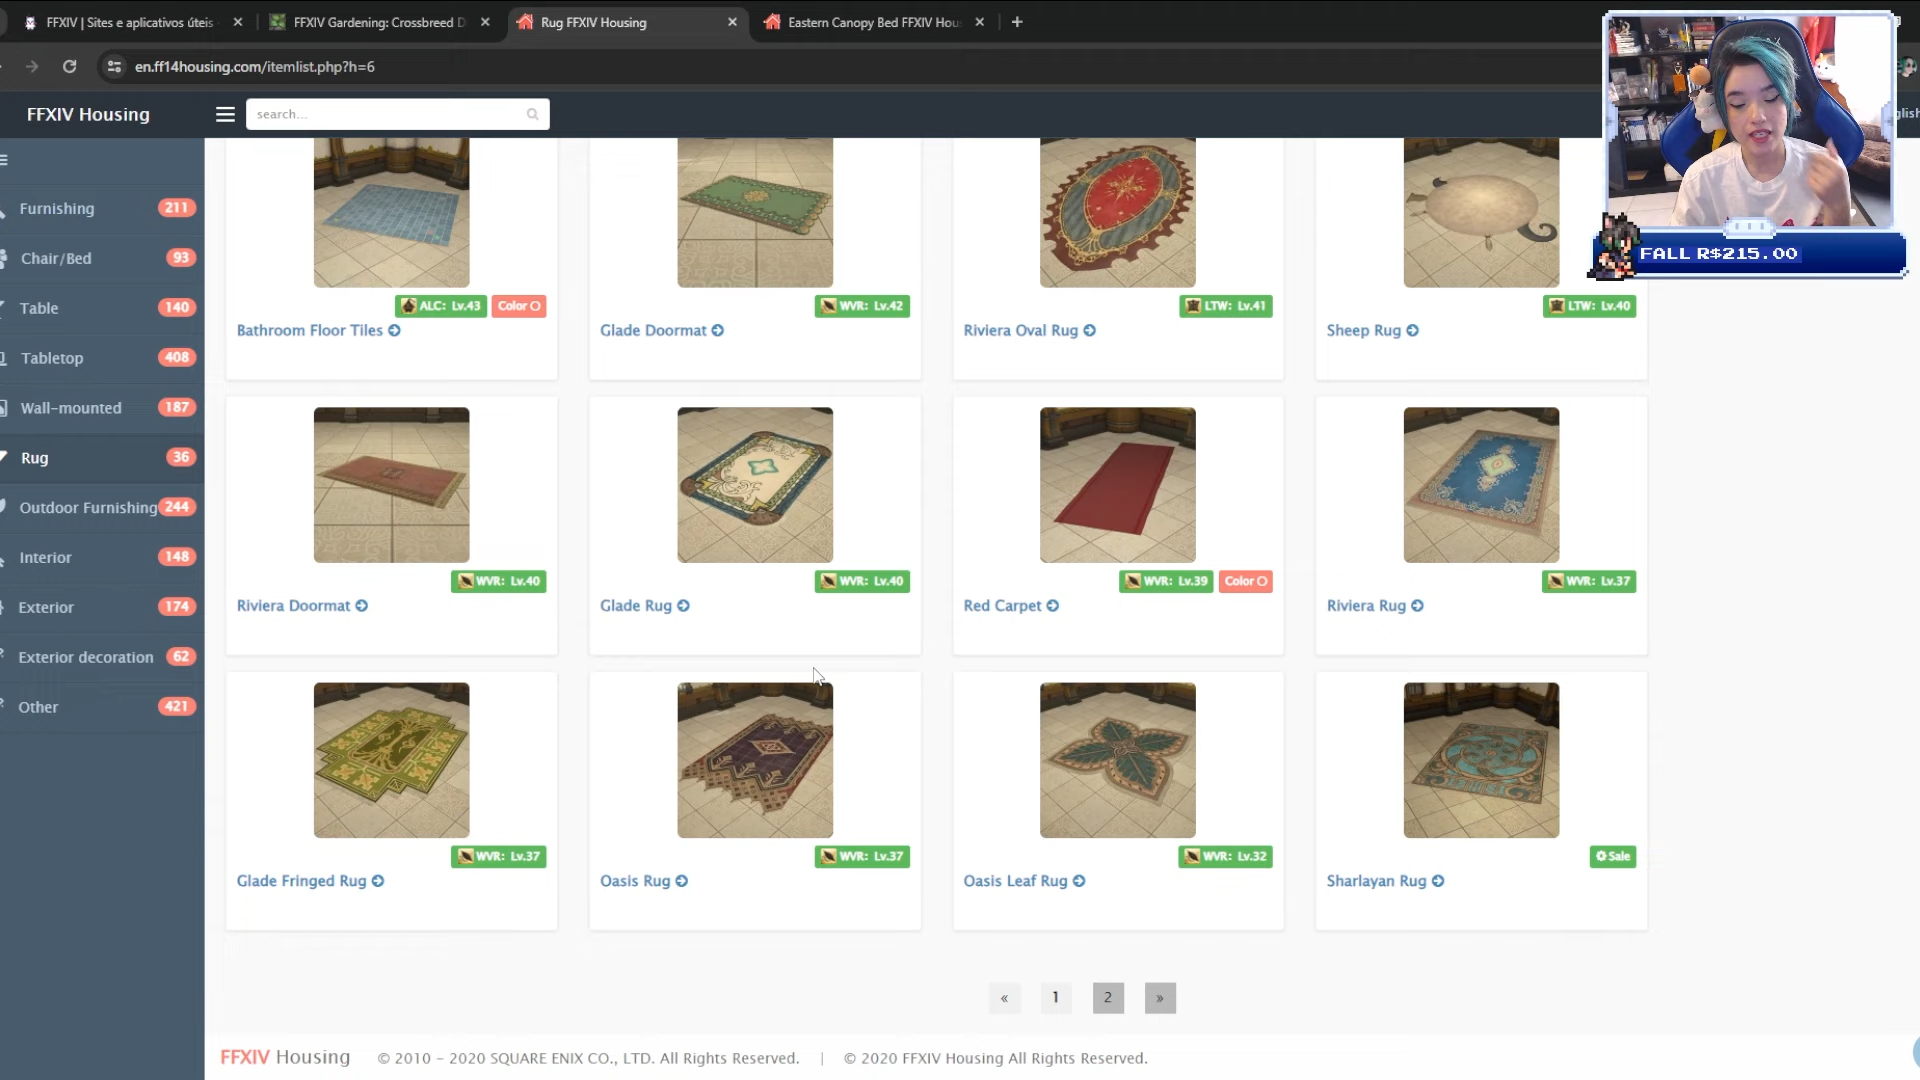 FFXIV | Sites e aplicativos úteis
FFXIV Gardening: Crossbreed D
Rug FFXIV Housing
Eastern Canopy Bed FFXIV Hou
en.ff14housing.com/itemlist.php?h=6
FFXIV Housing
search...
glish
FALL R$215.00
Furnishing 211
Chair/Bed 93
Table 140
Tabletop 408
Wall-mounted 187
Rug 36
Outdoor Furnishing 244
Interior 148
Exterior 174
Exterior decoration 62
Other 421
ALC: Lv.43 Color O
Bathroom Floor Tiles
WVR: Lv.42
Glade Doormat
LTW: Lv.41
Riviera Oval Rug
LTW: Lv.40
Sheep Rug
WVR: Lv.40
Riviera Doormat
WVR: Lv.40
Glade Rug
WVR: Lv.39 Color O
Red Carpet
WVR: Lv.37
Riviera Rug
WVR: Lv.37
Glade Fringed Rug
WVR: Lv.37
Oasis Rug
WVR: Lv.32
Oasis Leaf Rug
Sale
Sharlayan Rug
« 1 2 »
FFXIV Housing © 2010 - 2020 SQUARE ENIX CO., LTD. All Rights Reserved. | © 2020 FFXIV Housing All Rights Reserved.